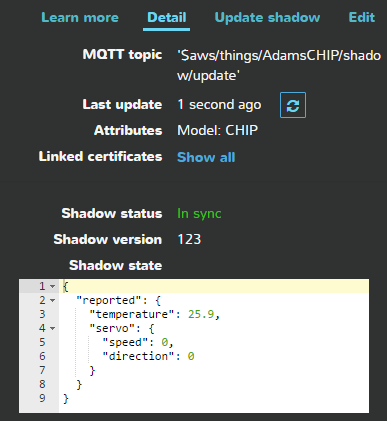 Learn more Detail Update shadow Edit
MQTT topic 'Saws/things/AdamsCHIP/shado
w/update'
Last update 1 second ago
Attributes Model: CHIP
Linked certificates Show all
Shadow status In sync
Shadow version 123
Shadow state
1 {
2 "reported": {
3 "temperature": 25.9,
4 "servo": {
5 "speed": 0,
6 "direction": 0
7 }
8 }
9 }